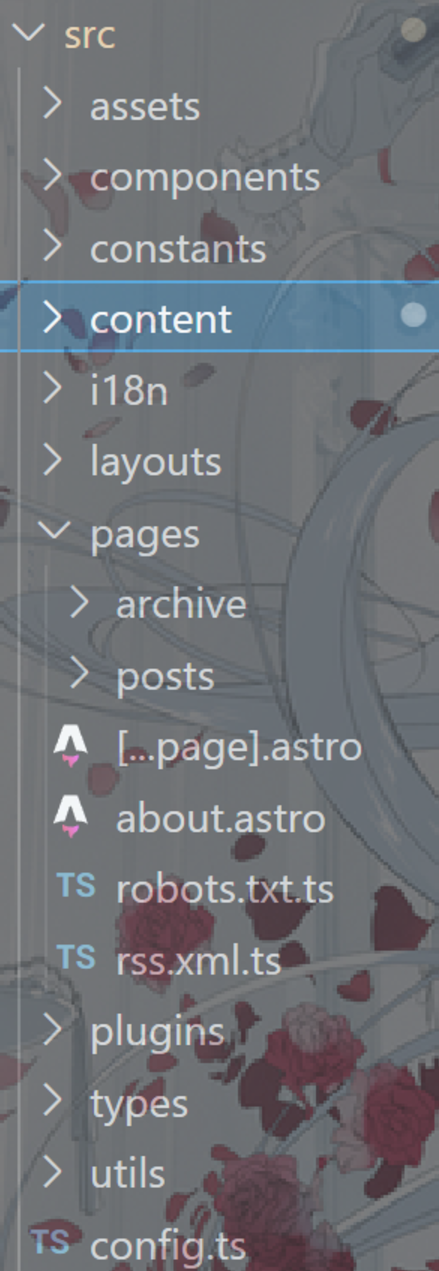 src
assets
components
constants
content
i18n
layouts
pages
archive
posts
[...page].astro
about.astro
TS robots.txt.ts
TS rss.xml.ts
plugins
types
utils
TS config.ts